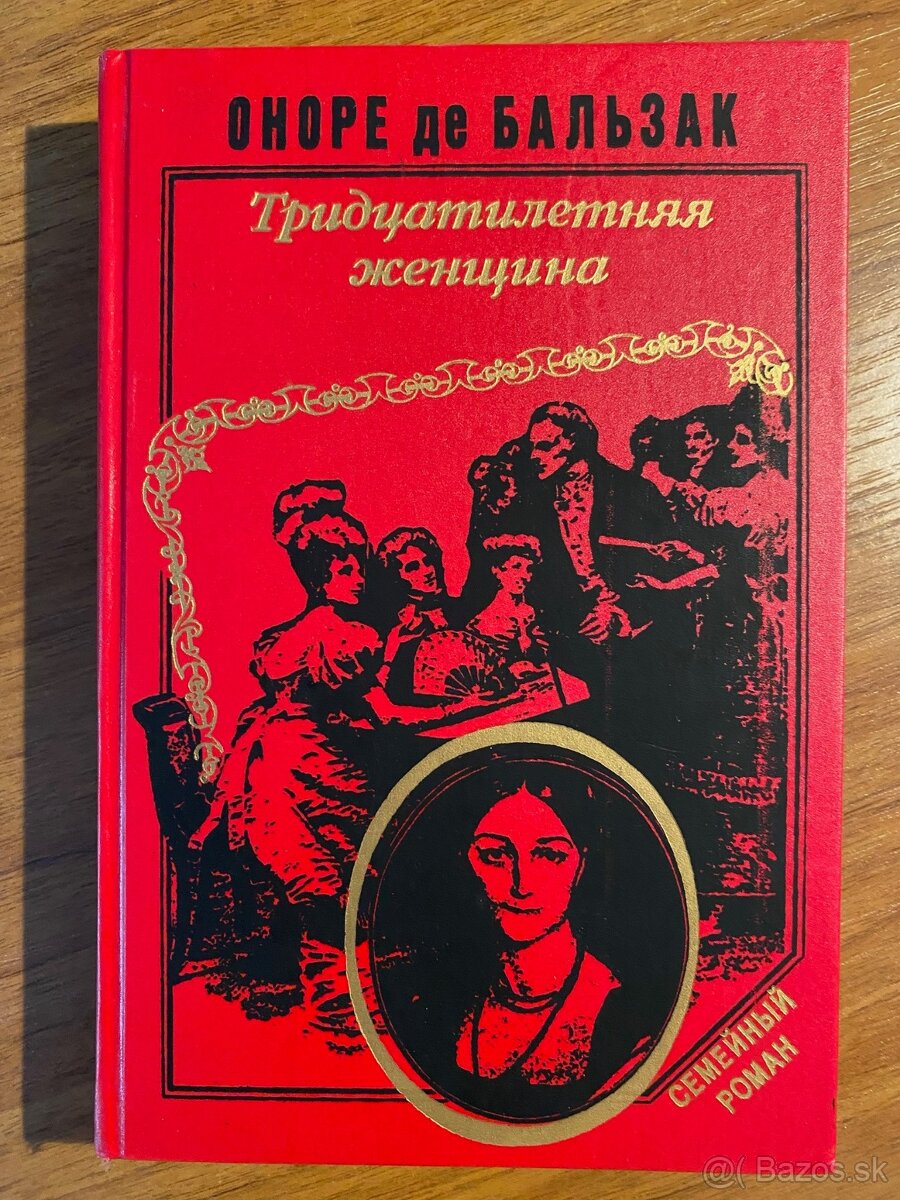 ОНОРЕ де БАЛЬЗАК
Тридцатилетняя
женщина
СЕМЕЙНЫЙ
РОМАН
@( Bazos.sk